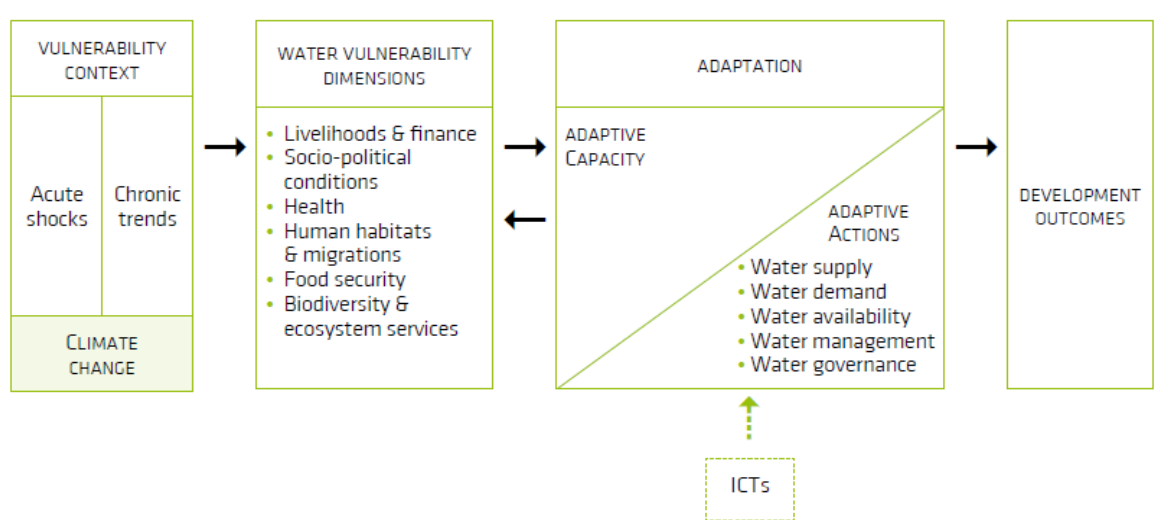 VULNERABILITY
CONTEXT
Acute
shocks
Chronic
trends
CLIMATE
CHANGE
WATER VULNERABILITY
DIMENSIONS
• Livelihoods & finance
• Socio-political
conditions
• Health
• Human habitats
& migrations
• Food security
• Biodiversity &
ecosystem services
ADAPTATION
ADAPTIVE
CAPACITY
ADAPTIVE
ACTIONS
• Water supply
• Water demand
• Water availability
• Water management
• Water governance
DEVELOPMENT
OUTCOMES
ICTs